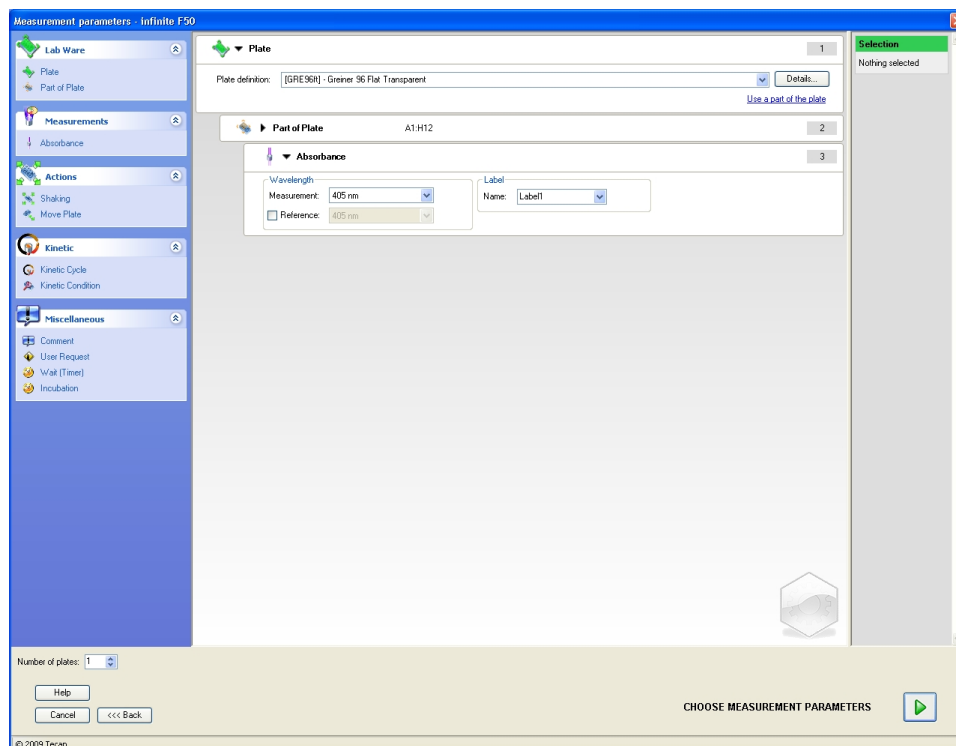 Measurement parameters - infinite F50
Lab Ware
Plate
Part of Plate
Measurements
Absorbance
Actions
Shaking
Move Plate
Kinetic
Kinetic Cycle
Kinetic Condition
Miscellaneous
Comment
User Request
Wait (Timer)
Incubation
Plate 1
Plate definition: [GRE96ft] - Greiner 96 Flat Transparent Details...
Use a part of the plate
Part of Plate A1:H12 2
Absorbance 3
Wavelength
Measurement: 405 nm
Reference: 405 nm
Label
Name: Label1
Selection
Nothing selected
Number of plates: 1
Help
Cancel <<< Back
CHOOSE MEASUREMENT PARAMETERS
© 2009 Tecan